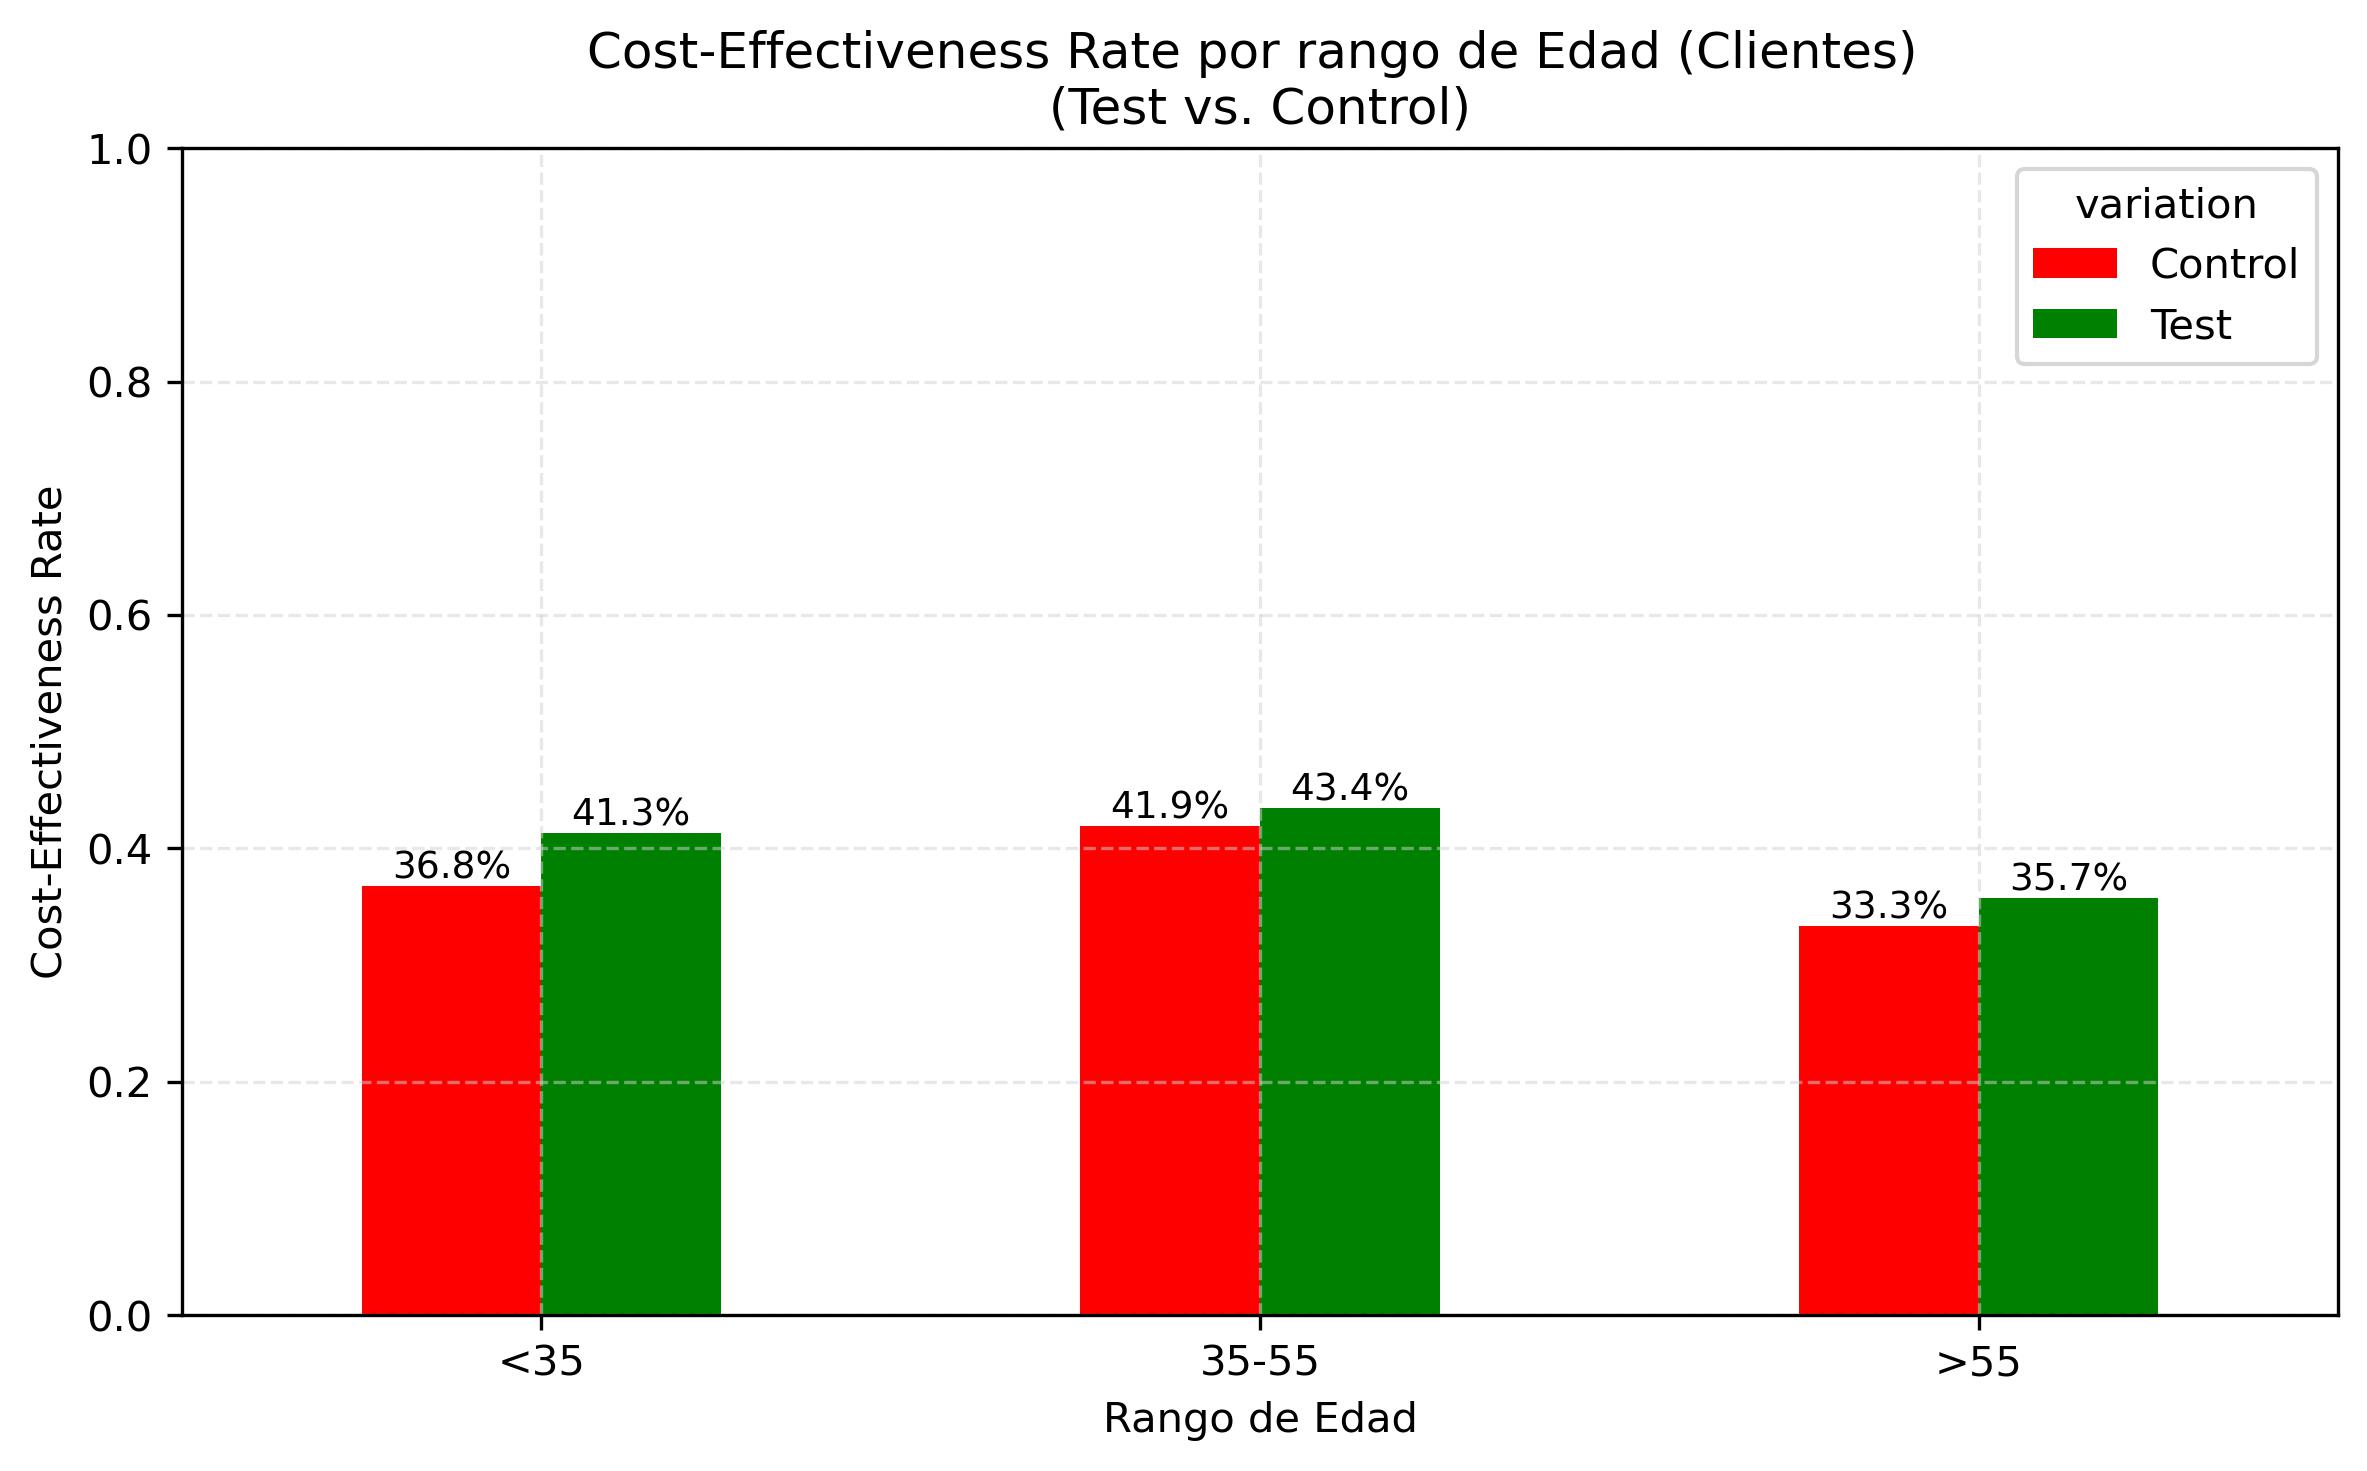 Cost-Effectiveness Rate por rango de Edad (Clientes)
(Test vs. Control)
variation
Control
Test
Cost-Effectiveness Rate
1.0
0.8
0.6
0.4
0.2
0.0
36.8%
41.3%
41.9%
43.4%
33.3%
35.7%
<35
35-55
>55
Rango de Edad